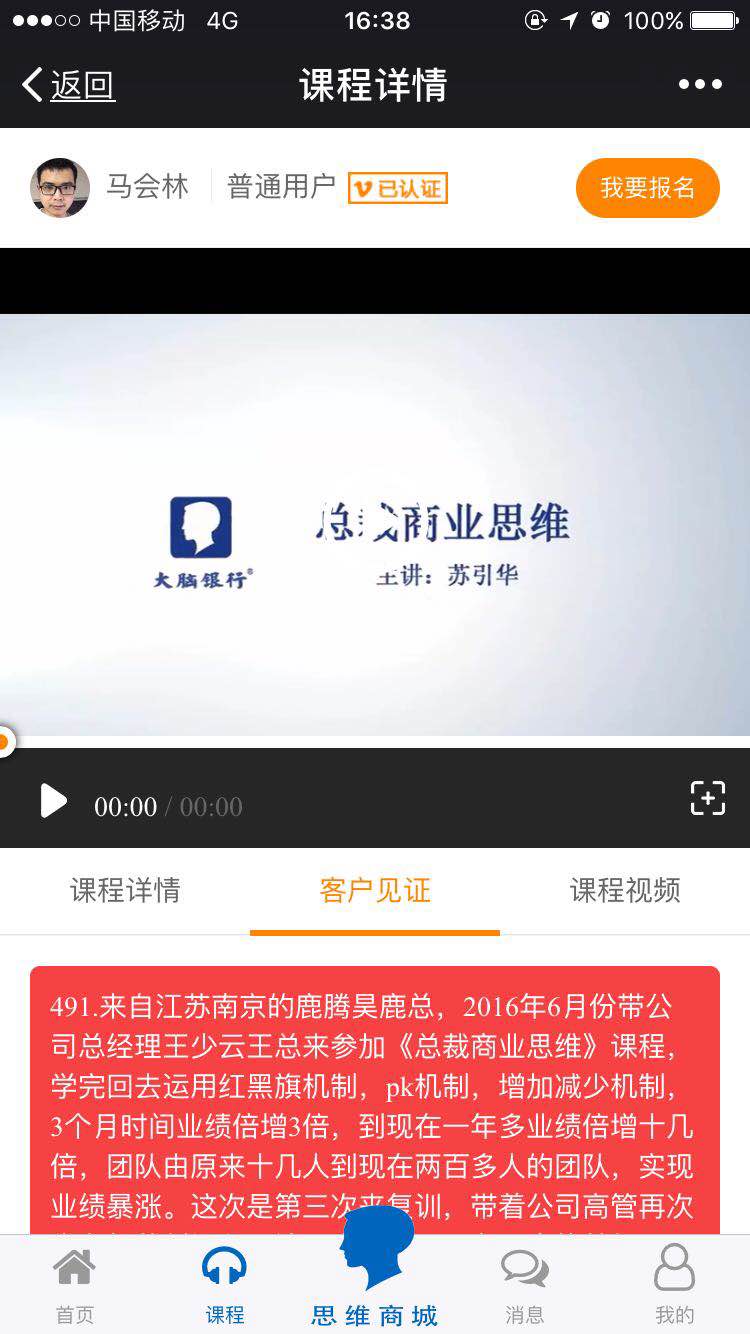 中国移动 4G 16:38 100%
返回 课程详情
马会林 普通用户 已认证 我要报名
总裁商业思维
大脑银行® 主讲：苏引华
00:00 / 00:00
课程详情 客户见证 课程视频
491.来自江苏南京的鹿腾昊鹿总，2016年6月份带公
司总经理王少云王总来参加《总裁商业思维》课程，
学完回去运用红黑旗机制，pk机制，增加减少机制，
3个月时间业绩倍增3倍，到现在一年多业绩倍增十几
倍，团队由原来十几人到现在两百多人的团队，实现
业绩暴涨。这次是第三次来复训，带着公司高管再次
首页 课程 思维商城 消息 我的